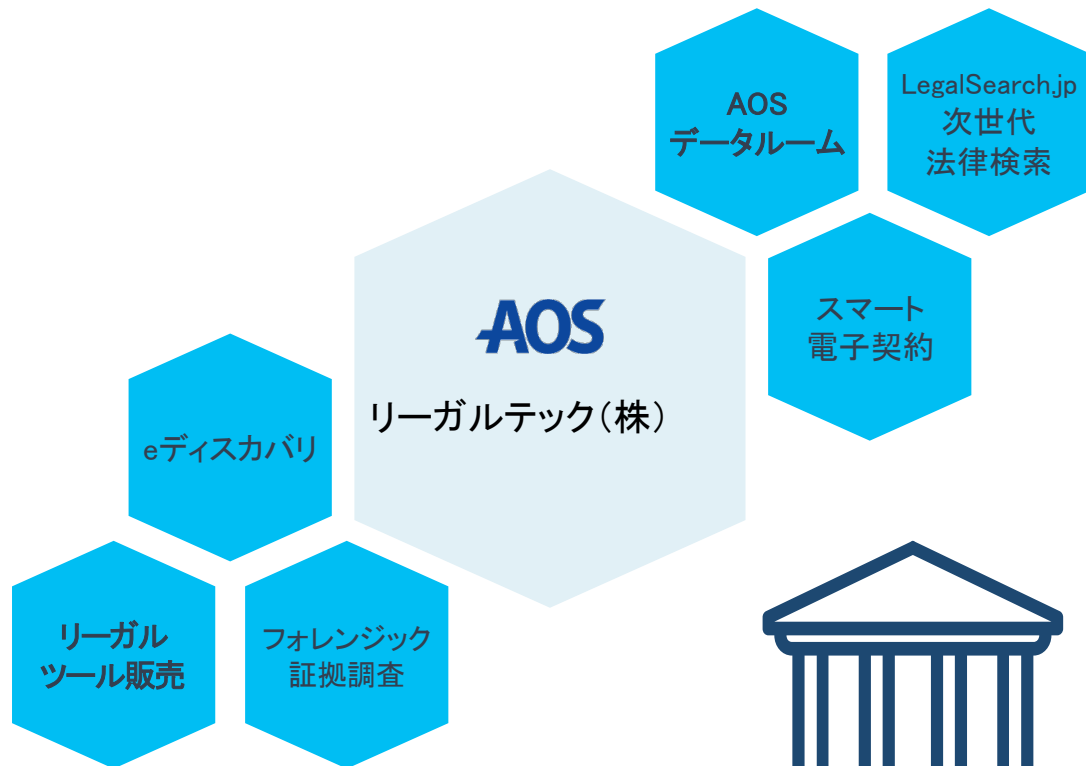 AOS
データルーム
LegalSearch.jp
次世代
法律検索
スマート
電子契約
AOS
リーガルテック（株）
eディスカバリ
リーガル
ツール販売
フォレンジック
証拠調査